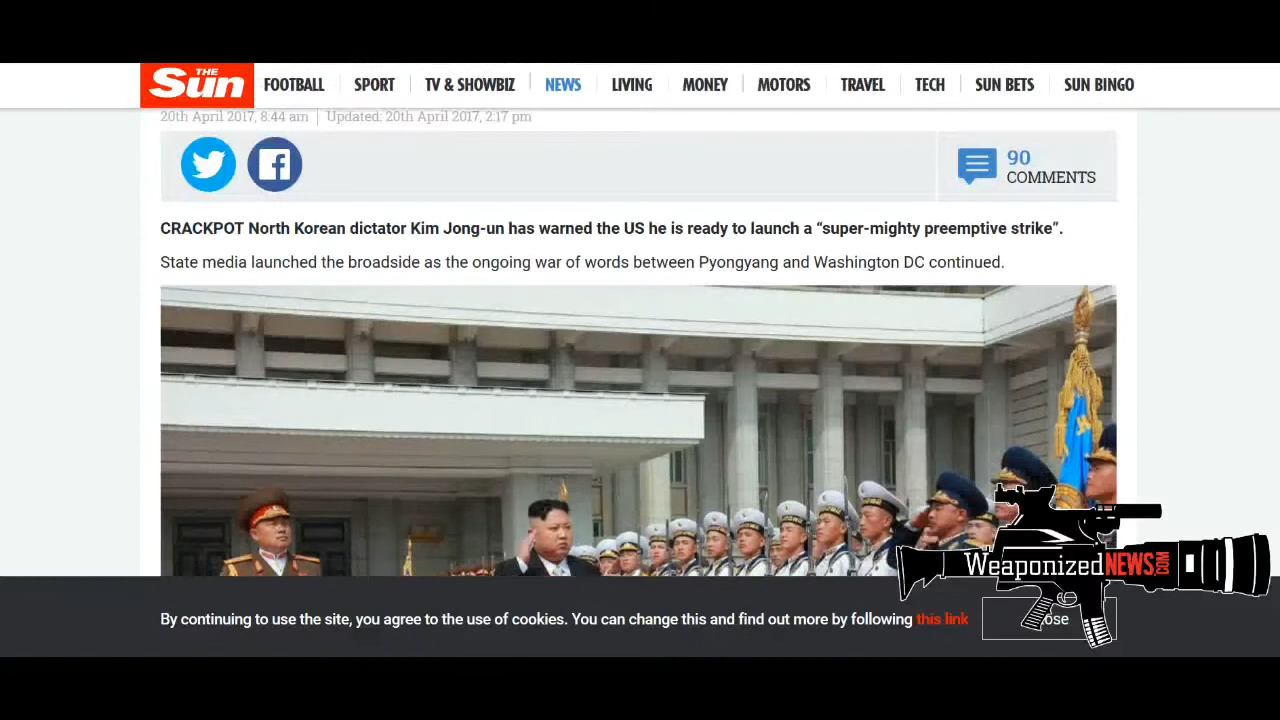 THE
Sun
FOOTBALL
SPORT
TV & SHOWBIZ
NEWS
LIVING
MONEY
MOTORS
TRAVEL
TECH
SUN BETS
SUN BINGO
20th April 2017, 8:44 am | Updated: 20th April 2017, 2:17 pm
90
COMMENTS
CRACKPOT North Korean dictator Kim Jong-un has warned the US he is ready to launch a “super-mighty preemptive strike”.
State media launched the broadside as the ongoing war of words between Pyongyang and Washington DC continued.
WEAPONIZEDNEWS.COM
By continuing to use the site, you agree to the use of cookies. You can change this and find out more by following this link